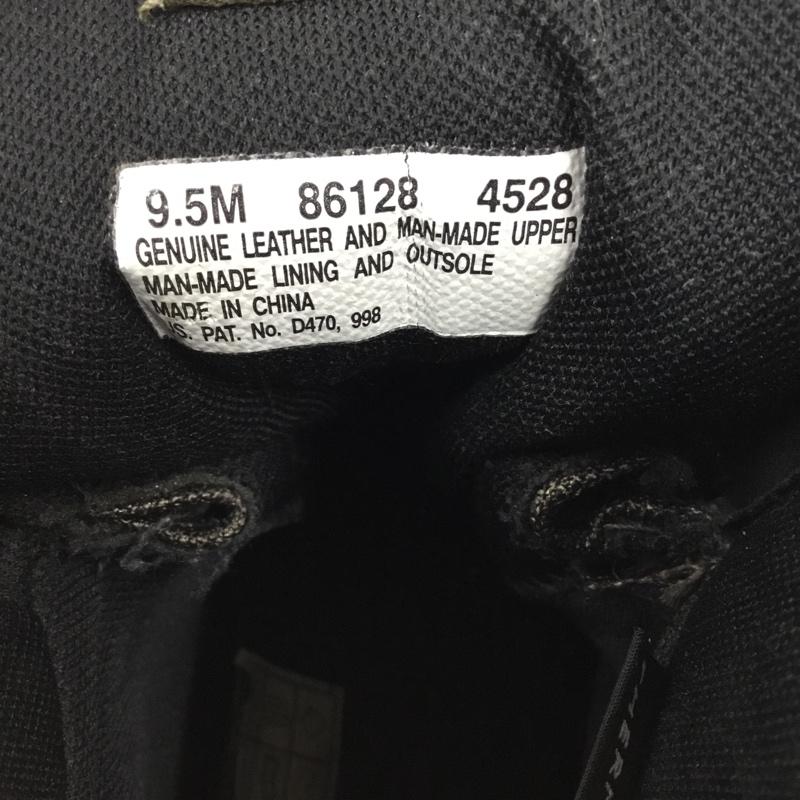 9.5M 86128 4528
GENUINE LEATHER AND MAN-MADE UPPER
MAN-MADE LINING AND OUTSOLE
MADE IN CHINA
U.S. PAT. No. D470, 998